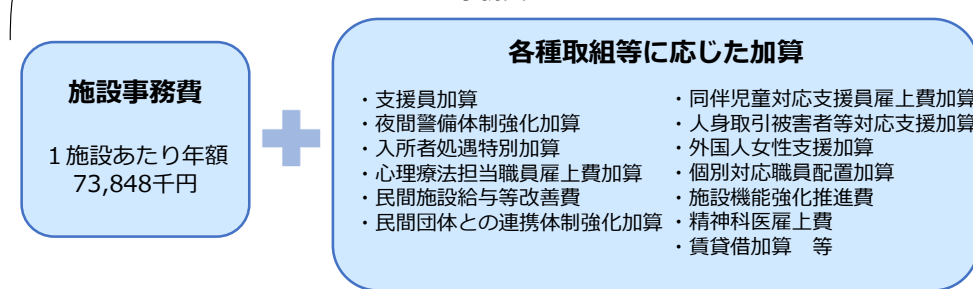 施設事務費
１施設あたり年額
73,848千円
各種取組等に応じた加算
・支援員加算
・夜間警備体制強化加算
・入所者処遇特別加算
・心理療法担当職員雇上費加算
・民間施設給与等改善費
・民間団体との連携体制強化加算
・同伴児童対応支援員雇上費加算
・人身取引被害者等対応支援加算
・外国人女性支援加算
・個別対応職員配置加算
・施設機能強化推進費
・精神科医雇上費
・賃貸借加算　等